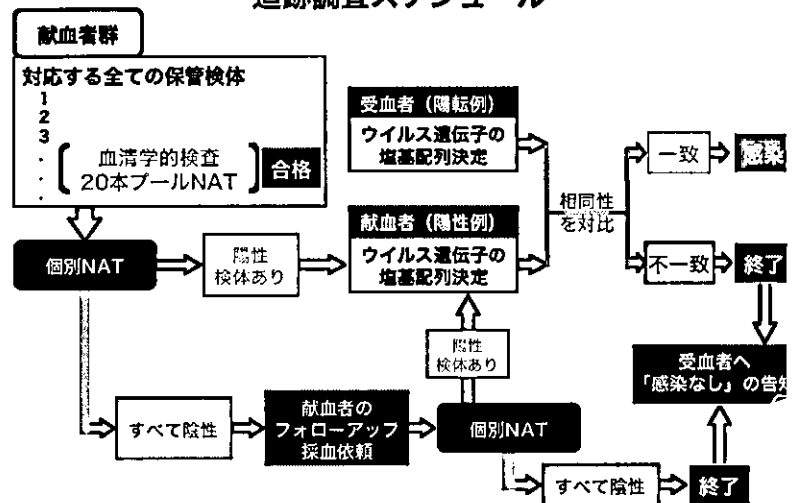 追跡調査スケジュール
献血者群
対応する全ての保管検体
1
2
3
.
.
.
血清学的検査
20本プールNAT
合格
個別NAT
陽性
検体あり
受血者（陽転例）
ウイルス遺伝子の
塩基配列決定
献血者（陽性例）
ウイルス遺伝子の
塩基配列決定
相同性
を対比
一致
感染
不一致
終了
受血者へ
「感染なし」の告知
陽性
検体あり
すべて陰性
献血者の
フォローアップ
採血依頼
個別NAT
すべて陰性
終了